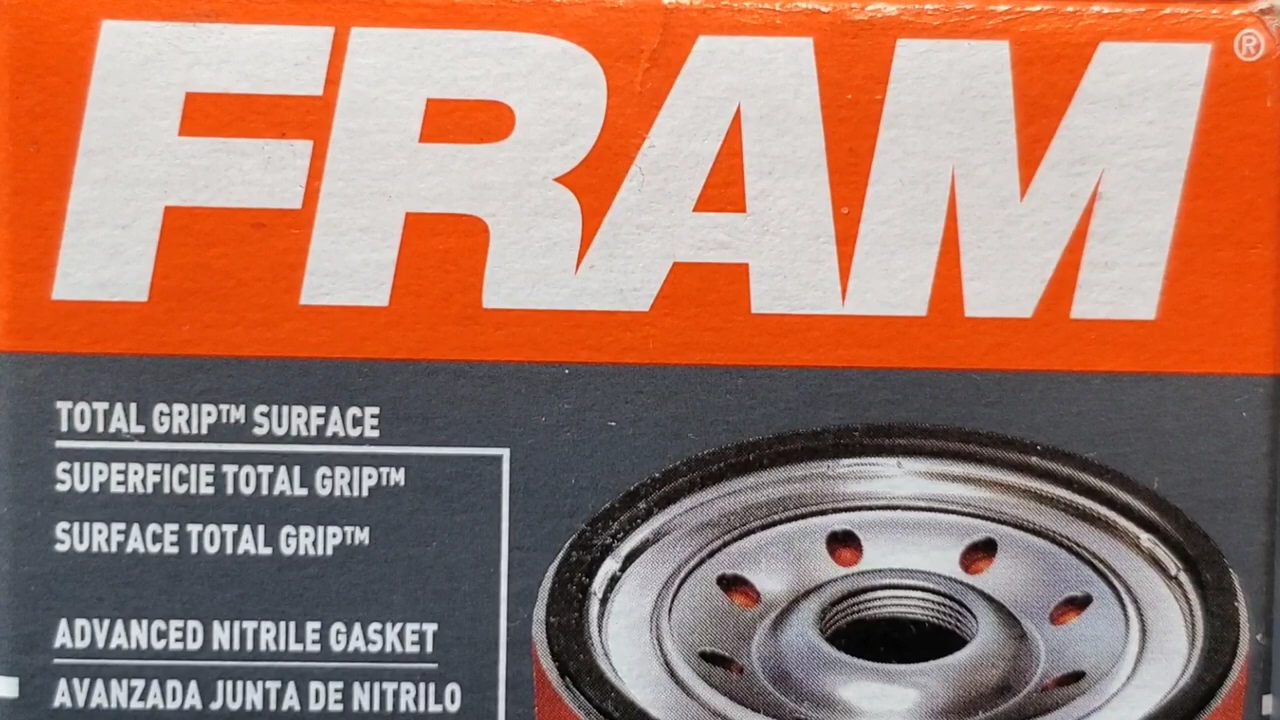 FRAM®
TOTAL GRIP™ SURFACE
SUPERFICIE TOTAL GRIP™
SURFACE TOTAL GRIP™
ADVANCED NITRILE GASKET
AVANZADA JUNTA DE NITRILO